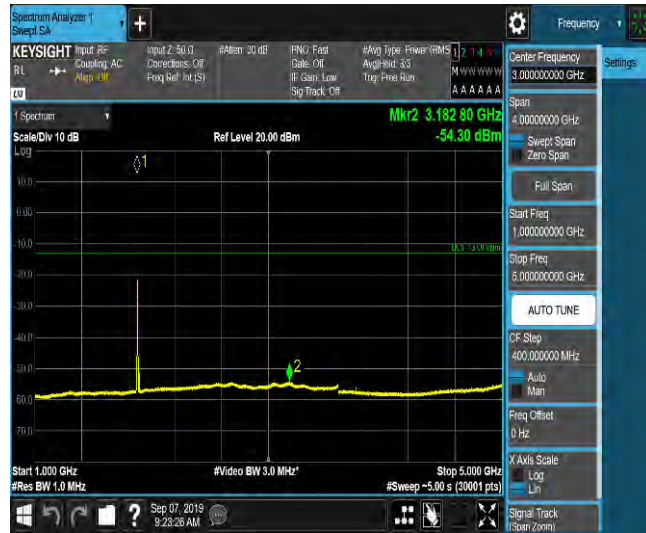 Spectrum Analyzer 1
Swept SA
+
Frequency
Settings
KEYSIGHT
RL
Input: RF
Coupling: AC
Align: Off
Input Z: 50 Ω
Corrections: Off
Freq Ref: Int (S)
#Atten: 30 dB
PNO: Fast
Gate: Off
IF Gain: Low
Sig Track: Off
#Avg Type: Power (RMS
Avg|Hold: 3/3
Trig: Free Run
M W W W W W
A A A A A A
1 Spectrum
Scale/Div 10 dB
Log
Ref Level 20.00 dBm
Mkr2 3.182 80 GHz
-54.30 dBm
1
10.0
0.00
-10.0
DL1 -13.00 dBm
-20.0
-30.0
-40.0
-50.0
2
-60.0
-70.0
Start 1.000 GHz
#Res BW 1.0 MHz
#Video BW 3.0 MHz*
Stop 5.000 GHz
#Sweep ~5.00 s (30001 pts)
?
Sep 07, 2019
9:23:26 AM
Center Frequency
3.000000000 GHz
Span
4.00000000 GHz
Swept Span
Zero Span
Full Span
Start Freq
1.000000000 GHz
Stop Freq
5.000000000 GHz
AUTO TUNE
CF Step
400.000000 MHz
Auto
Man
Freq Offset
0 Hz
X Axis Scale
Log
Lin
Signal Track
(Span Zoom)